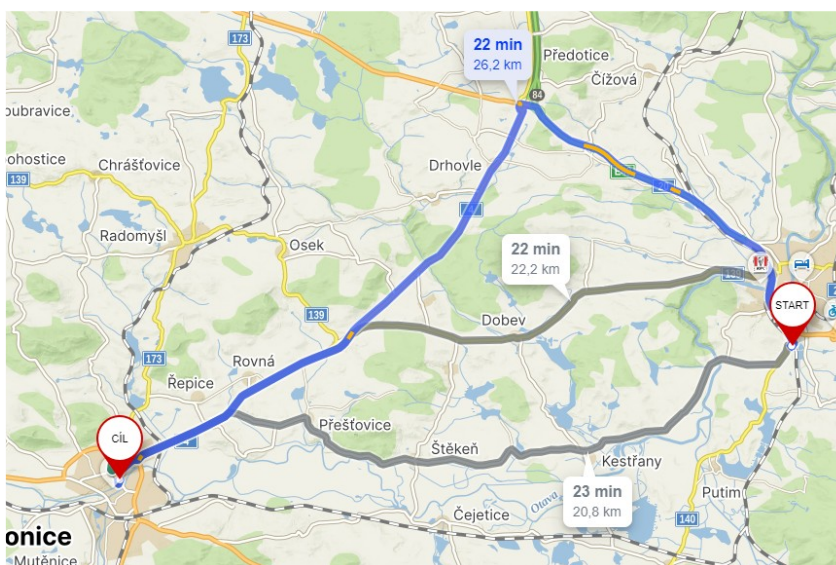 22 min
26,2 km
Předotice
84
Čížová
173
oubravice
ohostice
Chrášťovice
139
Drhovle
Radomyšl
Osek
22 min
22,2 km
START
139
Dobev
173
Rovná
Řepice
CÍL
Přešťovice
Štěkeň
Kestřany
23 min
20,8 km
Putim
Otava
Čejetice
140
onice
Mutěnice